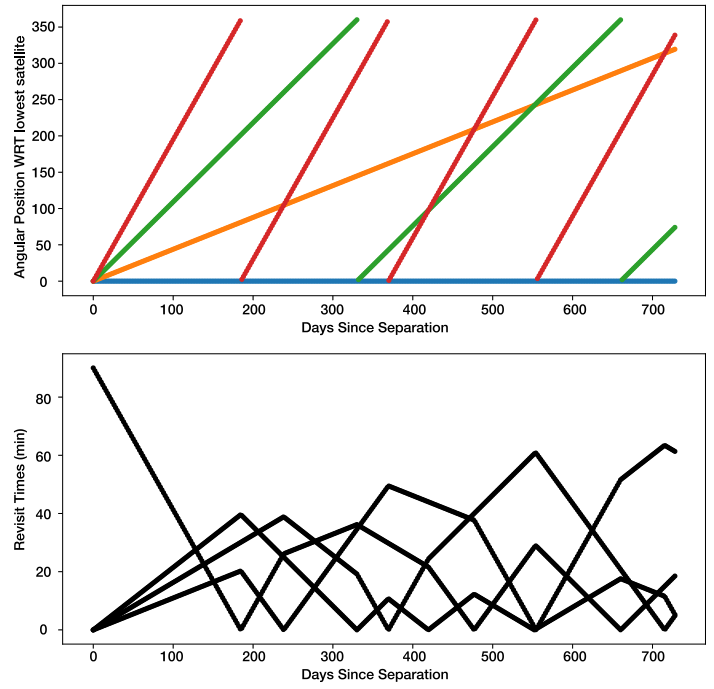 Angular Position WRT lowest satellite
350
300
250
200
150
100
50
0
0 100 200 300 400 500 600 700
Days Since Separation
Revisit Times (min)
80
60
40
20
0
0 100 200 300 400 500 600 700
Days Since Separation